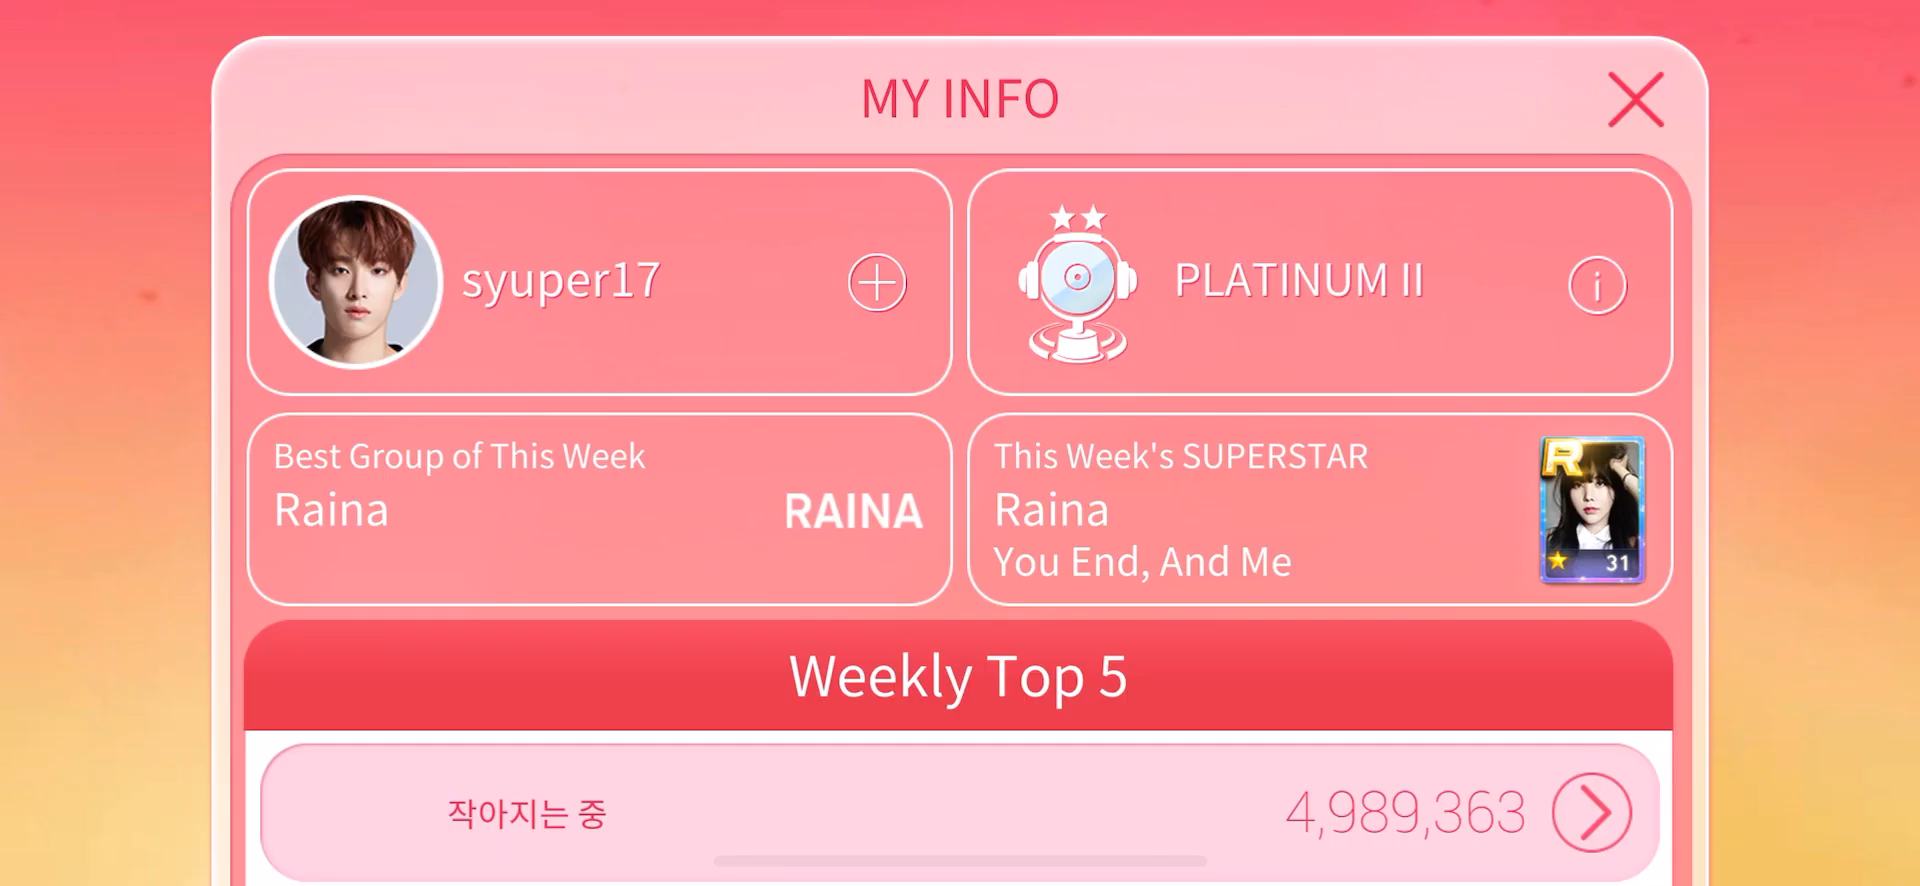 MY INFO
syuper17
PLATINUM II
Best Group of This Week
Raina
RAINA
This Week's SUPERSTAR
Raina
You End, And Me
R
31
Weekly Top 5
작아지는 중
4,989,363